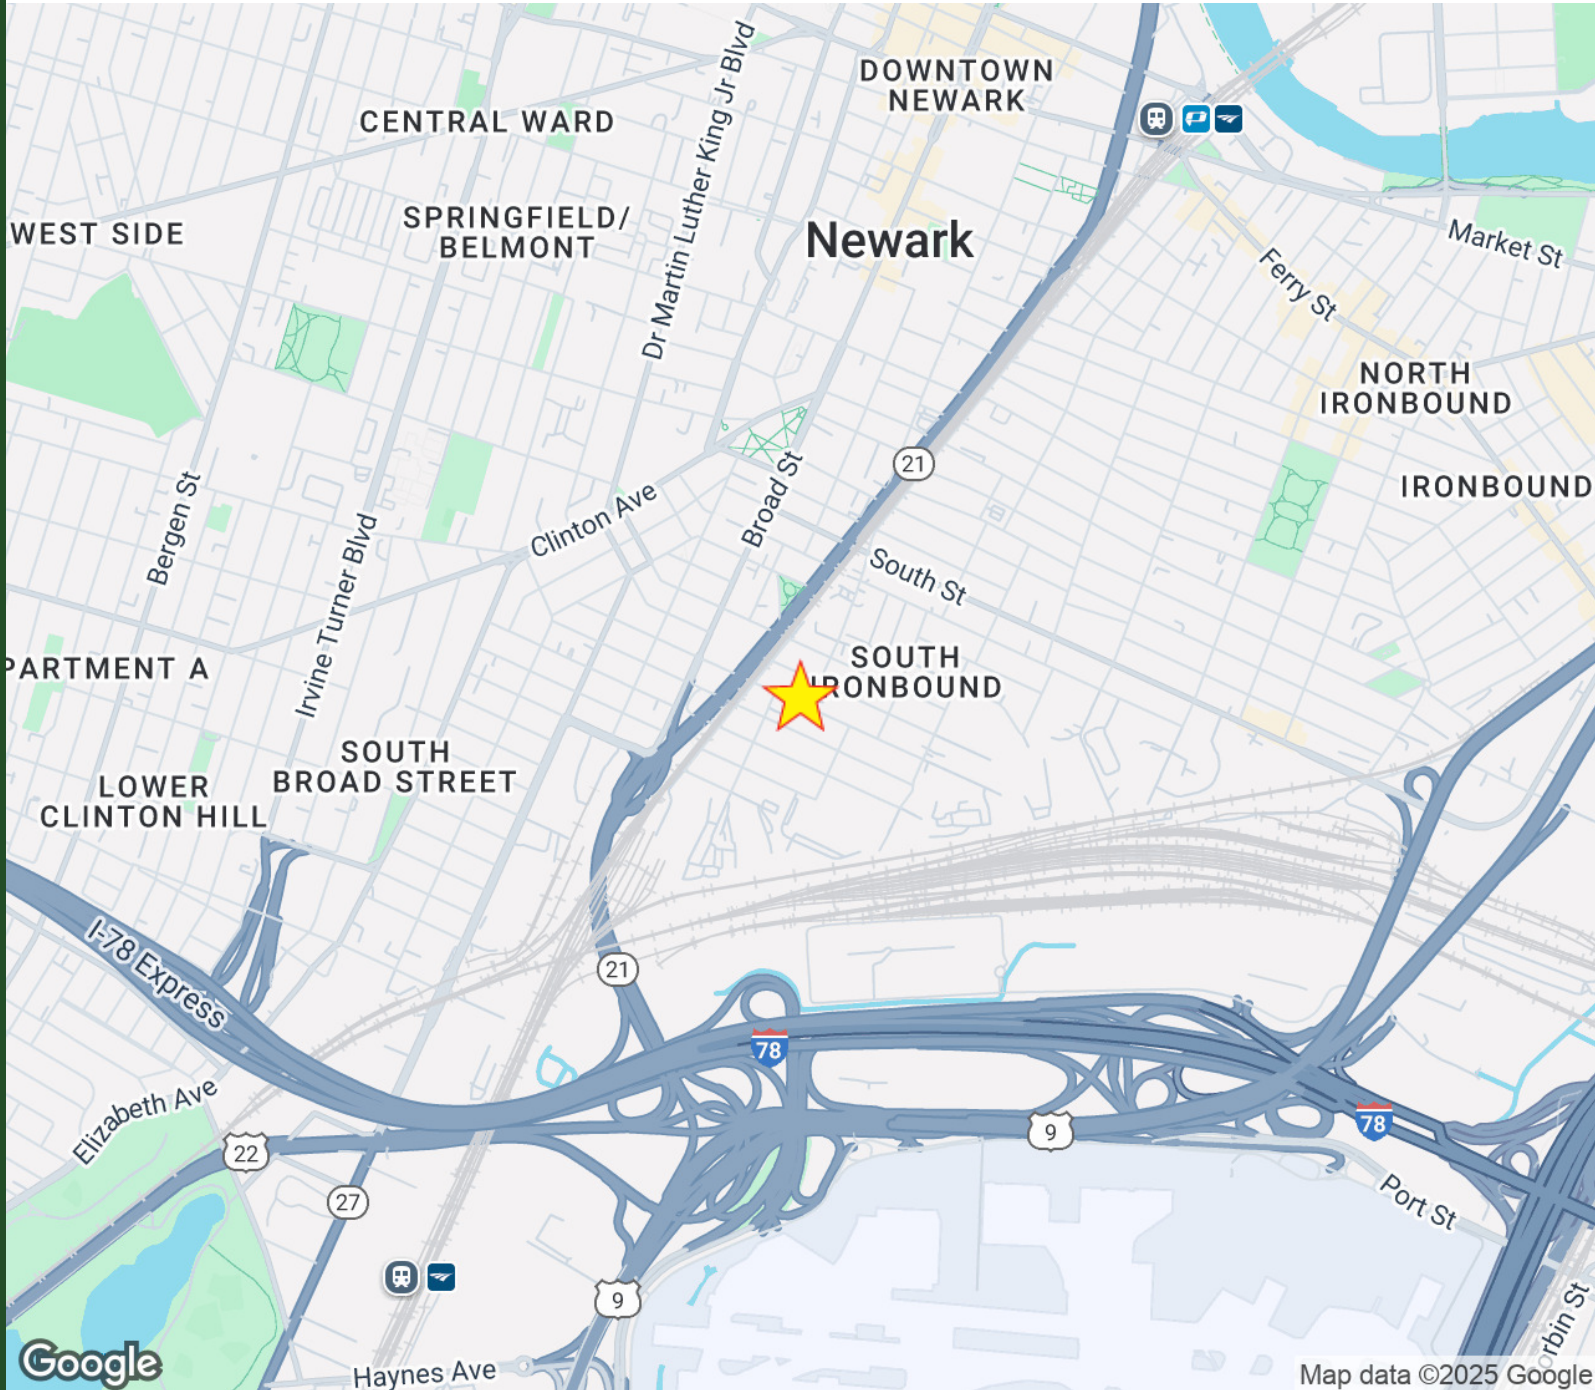 DOWNTOWN
NEWARK
CENTRAL WARD
Dr Martin Luther King Jr Blvd
SPRINGFIELD/
BELMONT
WEST SIDE
Newark
Market St
Ferry St
NORTH
IRONBOUND
21
IRONBOUND
Bergen St
Clinton Ave
Broad St
South St
Irvine Turner Blvd
SOUTH
IRONBOUND
PARTMENT A
SOUTH
BROAD STREET
LOWER
CLINTON HILL
I-78 Express
21
78
Elizabeth Ave
22
9
78
27
Port St
9
orbin St
Haynes Ave
Google
Map data ©2025 Google